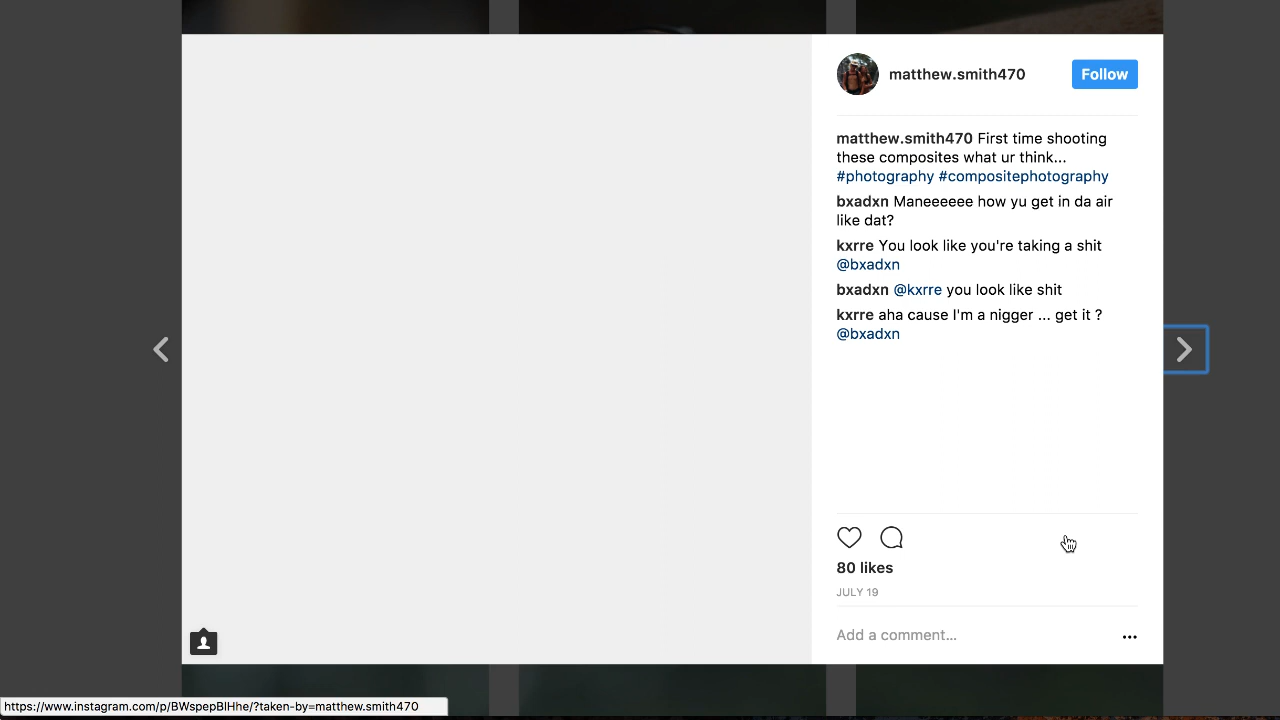 matthew.smith470
Follow
matthew.smith470 First time shooting
these composites what ur think...
#photography #compositephotography
bxadxn Maneeeeee how yu get in da air
like dat?
kxrre You look like you're taking a shit
@bxadxn
bxadxn @kxrre you look like shit
kxrre aha cause I'm a nigger ... get it ?
@bxadxn
80 likes
JULY 19
Add a comment...
https://www.instagram.com/p/BWspepBlHhe/?taken-by=matthew.smith470